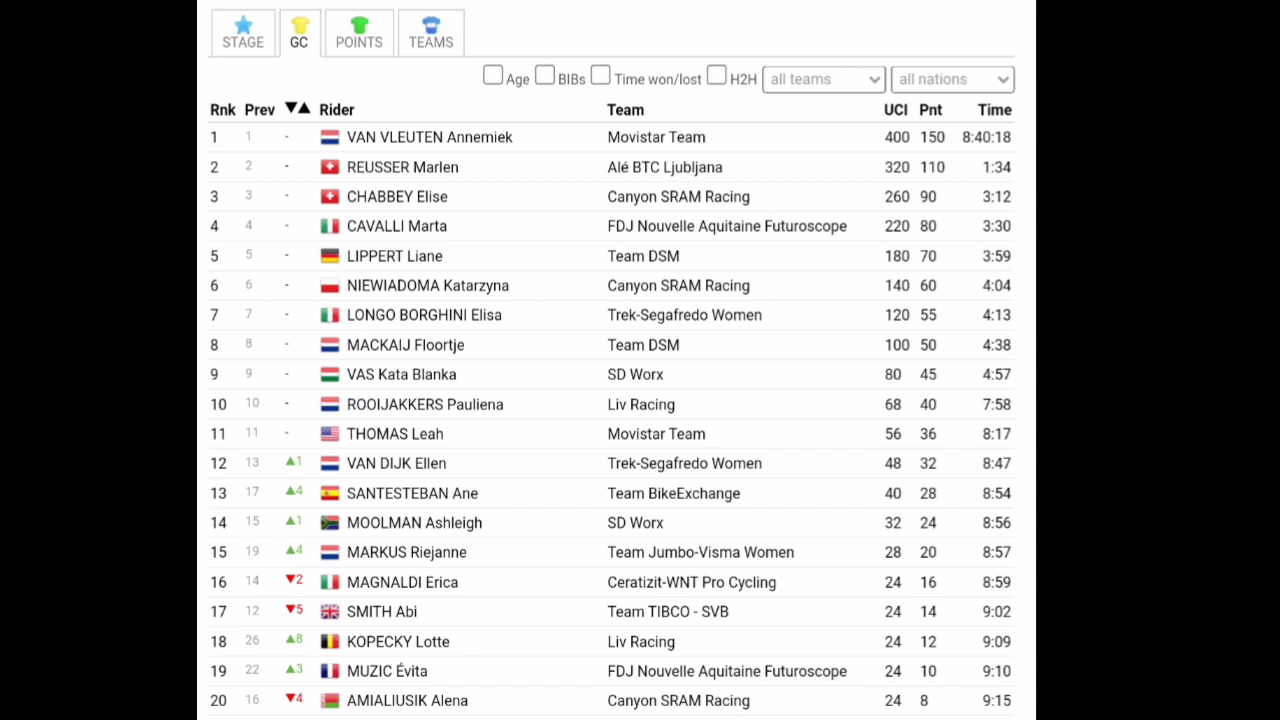 STAGE GC POINTS TEAMS
Age BIBs Time won/lost H2H all teams all nations
Rnk Prev ▼▲ Rider Team UCI Pnt Time
1 1 - VAN VLEUTEN Annemiek Movistar Team 400 150 8:40:18
2 2 - REUSSER Marlen Alé BTC Ljubljana 320 110 1:34
3 3 - CHABBEY Elise Canyon SRAM Racing 260 90 3:12
4 4 - CAVALLI Marta FDJ Nouvelle Aquitaine Futuroscope 220 80 3:30
5 5 - LIPPERT Liane Team DSM 180 70 3:59
6 6 - NIEWIADOMA Katarzyna Canyon SRAM Racing 140 60 4:04
7 7 - LONGO BORGHINI Elisa Trek-Segafredo Women 120 55 4:13
8 8 - MACKAIJ Floortje Team DSM 100 50 4:38
9 9 - VAS Kata Blanka SD Worx 80 45 4:57
10 10 - ROOIJAKKERS Pauliena Liv Racing 68 40 7:58
11 11 - THOMAS Leah Movistar Team 56 36 8:17
12 13 ▲1 VAN DIJK Ellen Trek-Segafredo Women 48 32 8:47
13 17 ▲4 SANTESTEBAN Ane Team BikeExchange 40 28 8:54
14 15 ▲1 MOOLMAN Ashleigh SD Worx 32 24 8:56
15 19 ▲4 MARKUS Riejanne Team Jumbo-Visma Women 28 20 8:57
16 14 ▼2 MAGNALDI Erica Ceratizit-WNT Pro Cycling 24 16 8:59
17 12 ▼5 SMITH Abi Team TIBCO - SVB 24 14 9:02
18 26 ▲8 KOPECKY Lotte Liv Racing 24 12 9:09
19 22 ▲3 MUZIC Évita FDJ Nouvelle Aquitaine Futuroscope 24 10 9:10
20 16 ▼4 AMIALIUSIK Alena Canyon SRAM Racing 24 8 9:15